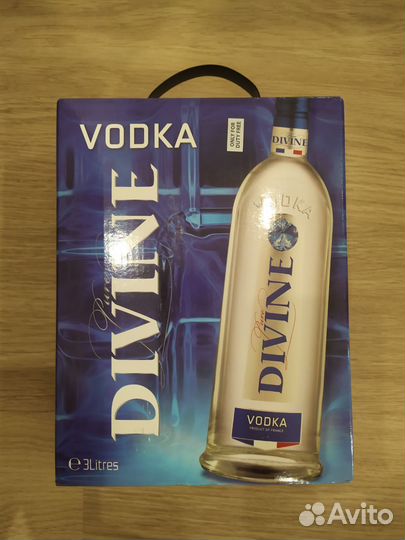 VODKA
ONLY FOR
DUTY FREE
Pure
DIVINE
DIVINE
VODKA
Pure
DIVINE
VODKA
PRODUCT OF FRANCE
℮ 3Litres
Avito